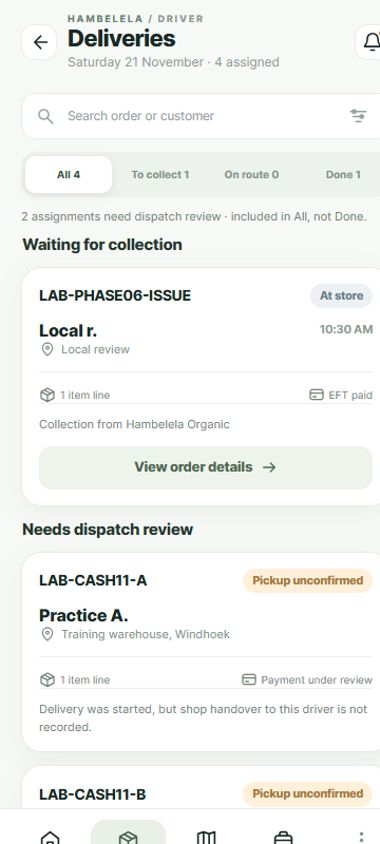 HAMBELELA / DRIVER
Deliveries
Saturday 21 November · 4 assigned
Search order or customer
All 4
To collect 1
On route 0
Done 1
2 assignments need dispatch review · included in All, not Done.
Waiting for collection
LAB-PHASE06-ISSUE
At store
Local r.
10:30 AM
Local review
1 item line
EFT paid
Collection from Hambelela Organic
View order details →
Needs dispatch review
LAB-CASH11-A
Pickup unconfirmed
Practice A.
Training warehouse, Windhoek
1 item line
Payment under review
Delivery was started, but shop handover to this driver is not
recorded.
LAB-CASH11-B
Pickup unconfirmed